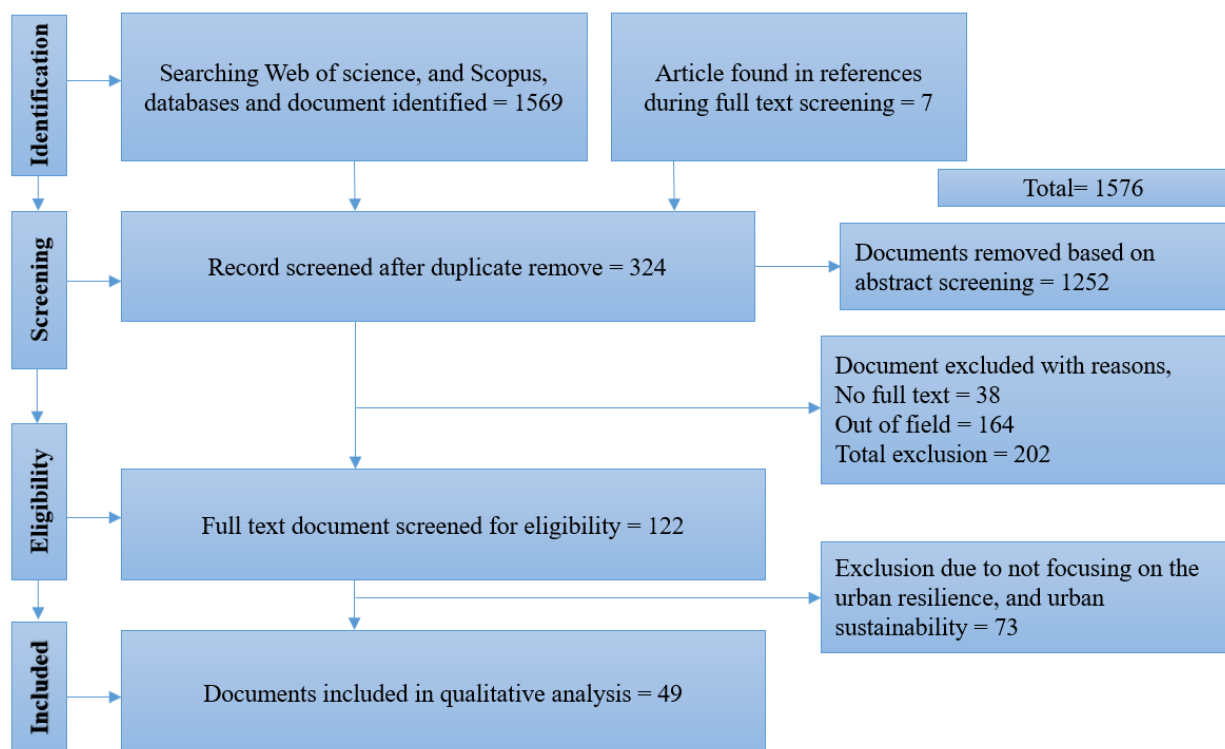 Identification
Searching Web of science, and Scopus,
databases and document identified = 1569
Article found in references
during full text screening = 7
Total= 1576
Screening
Record screened after duplicate remove = 324
Documents removed based on
abstract screening = 1252
Document excluded with reasons,
No full text = 38
Out of field = 164
Total exclusion = 202
Eligibility
Full text document screened for eligibility = 122
Exclusion due to not focusing on the
urban resilience, and urban
sustainability = 73
Included
Documents included in qualitative analysis = 49